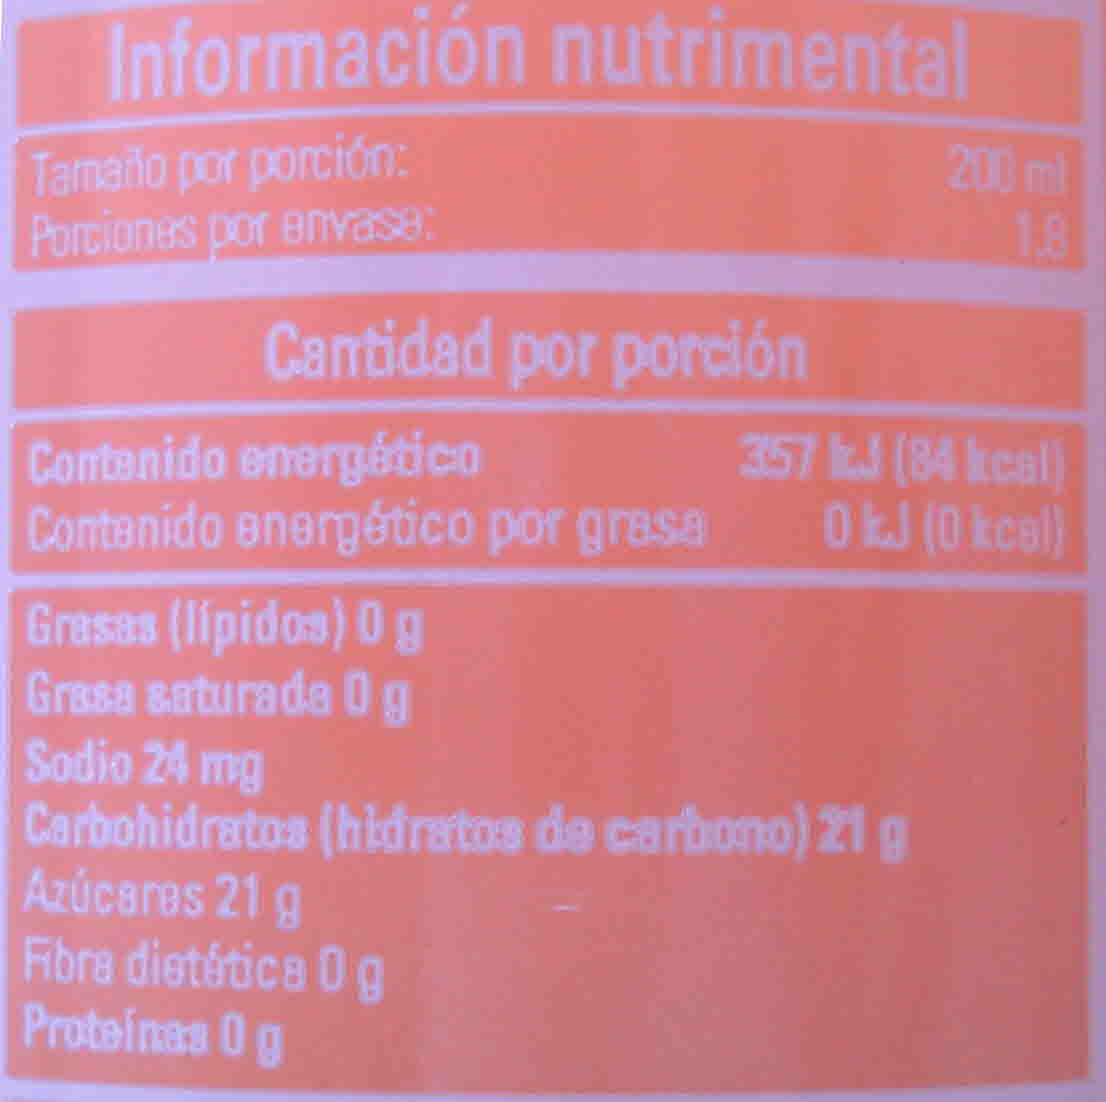 Información nutrimental
Tamaño por porción: 200 ml
Porciones por envase: 1.8
Cantidad por porción
Contenido energético 357 kJ (84 kcal)
Contenido energético por grasa 0 kJ (0 kcal)
Grasas (lípidos) 0 g
Grasa saturada 0 g
Sodio 24 mg
Carbohidratos (hidratos de carbono) 21 g
Azúcares 21 g
Fibra dietética 0 g
Proteínas 0 g